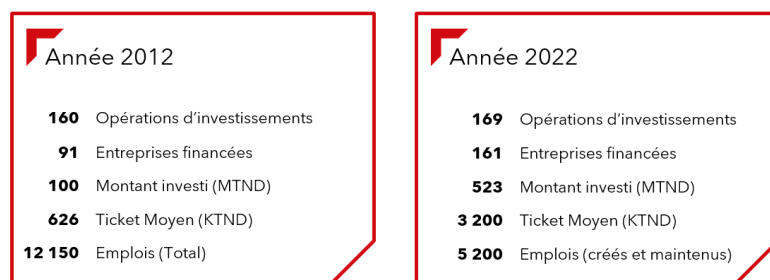 Année 2012
160 Opérations d'investissements
91 Entreprises financées
100 Montant investi (MTND)
626 Ticket Moyen (KTND)
12 150 Emplois (Total)
Année 2022
169 Opérations d'investissements
161 Entreprises financées
523 Montant investi (MTND)
3 200 Ticket Moyen (KTND)
5 200 Emplois (créés et maintenus)